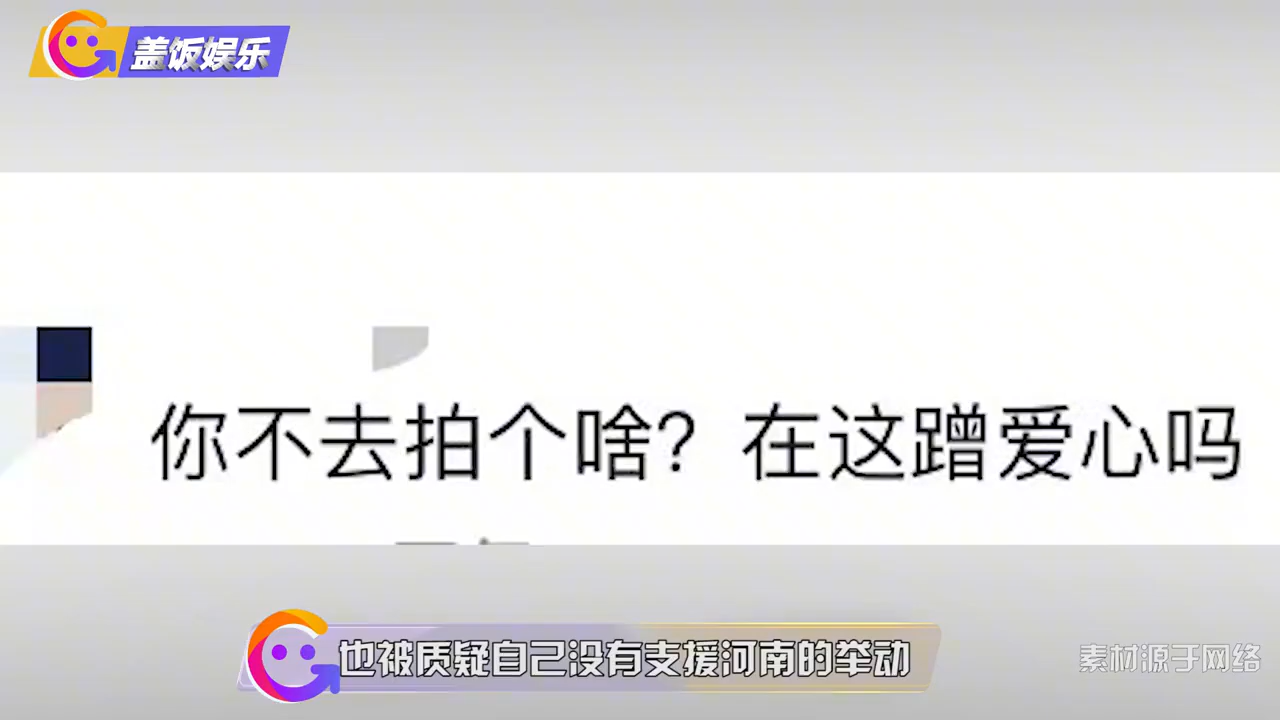 盖饭娱乐
你不去拍个啥？在这蹭爱心吗
也被质疑自己没有支援河南的举动
素材源于网络